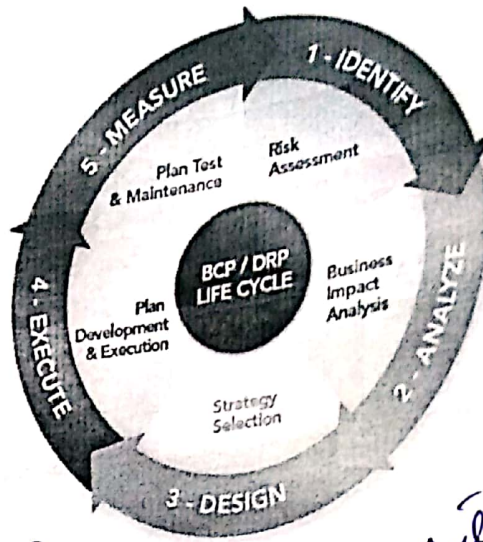 1 - IDENTIFY
Risk
Assessment
2 - ANALYZE
Business
Impact
Analysis
3 - DESIGN
Strategy
Selection
4 - EXECUTE
Plan
Development
& Execution
5 - MEASURE
Plan Test
& Maintenance
BCP / DRP
LIFE CYCLE